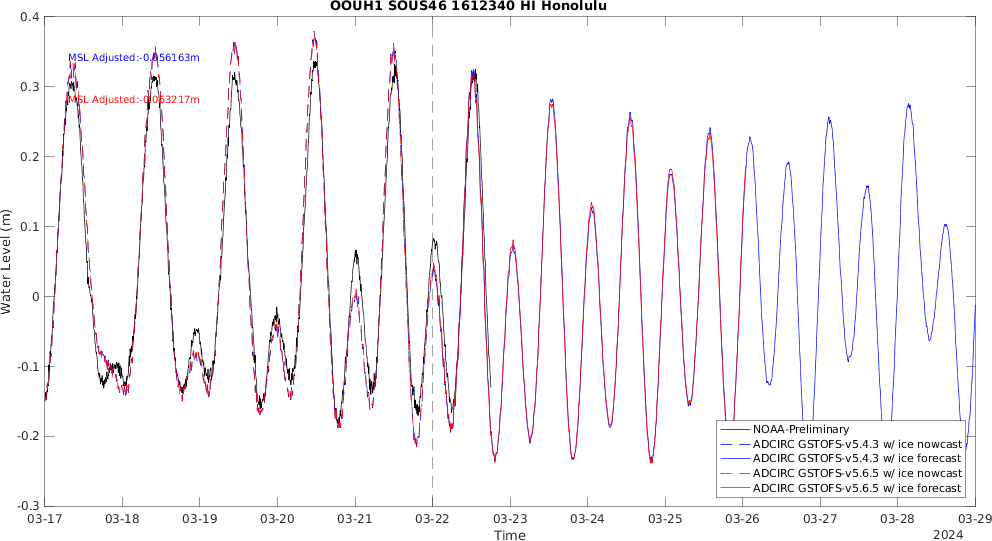 OOUH1 SOUS46 1612340 HI Honolulu
0.4
0.3
0.2
0.1
0
-0.1
-0.2
-0.3
Water Level (m)
MSL Adjusted:-0.056163m
MSL Adjusted:-0.053217m
NOAA-Preliminary
ADCIRC GSTOFS-v5.4.3 w/ ice nowcast
ADCIRC GSTOFS-v5.4.3 w/ ice forecast
ADCIRC GSTOFS-v5.6.5 w/ ice nowcast
ADCIRC GSTOFS-v5.6.5 w/ ice forecast
03-17 03-18 03-19 03-20 03-21 03-22 03-23 03-24 03-25 03-26 03-27 03-28 03-29
Time
2024